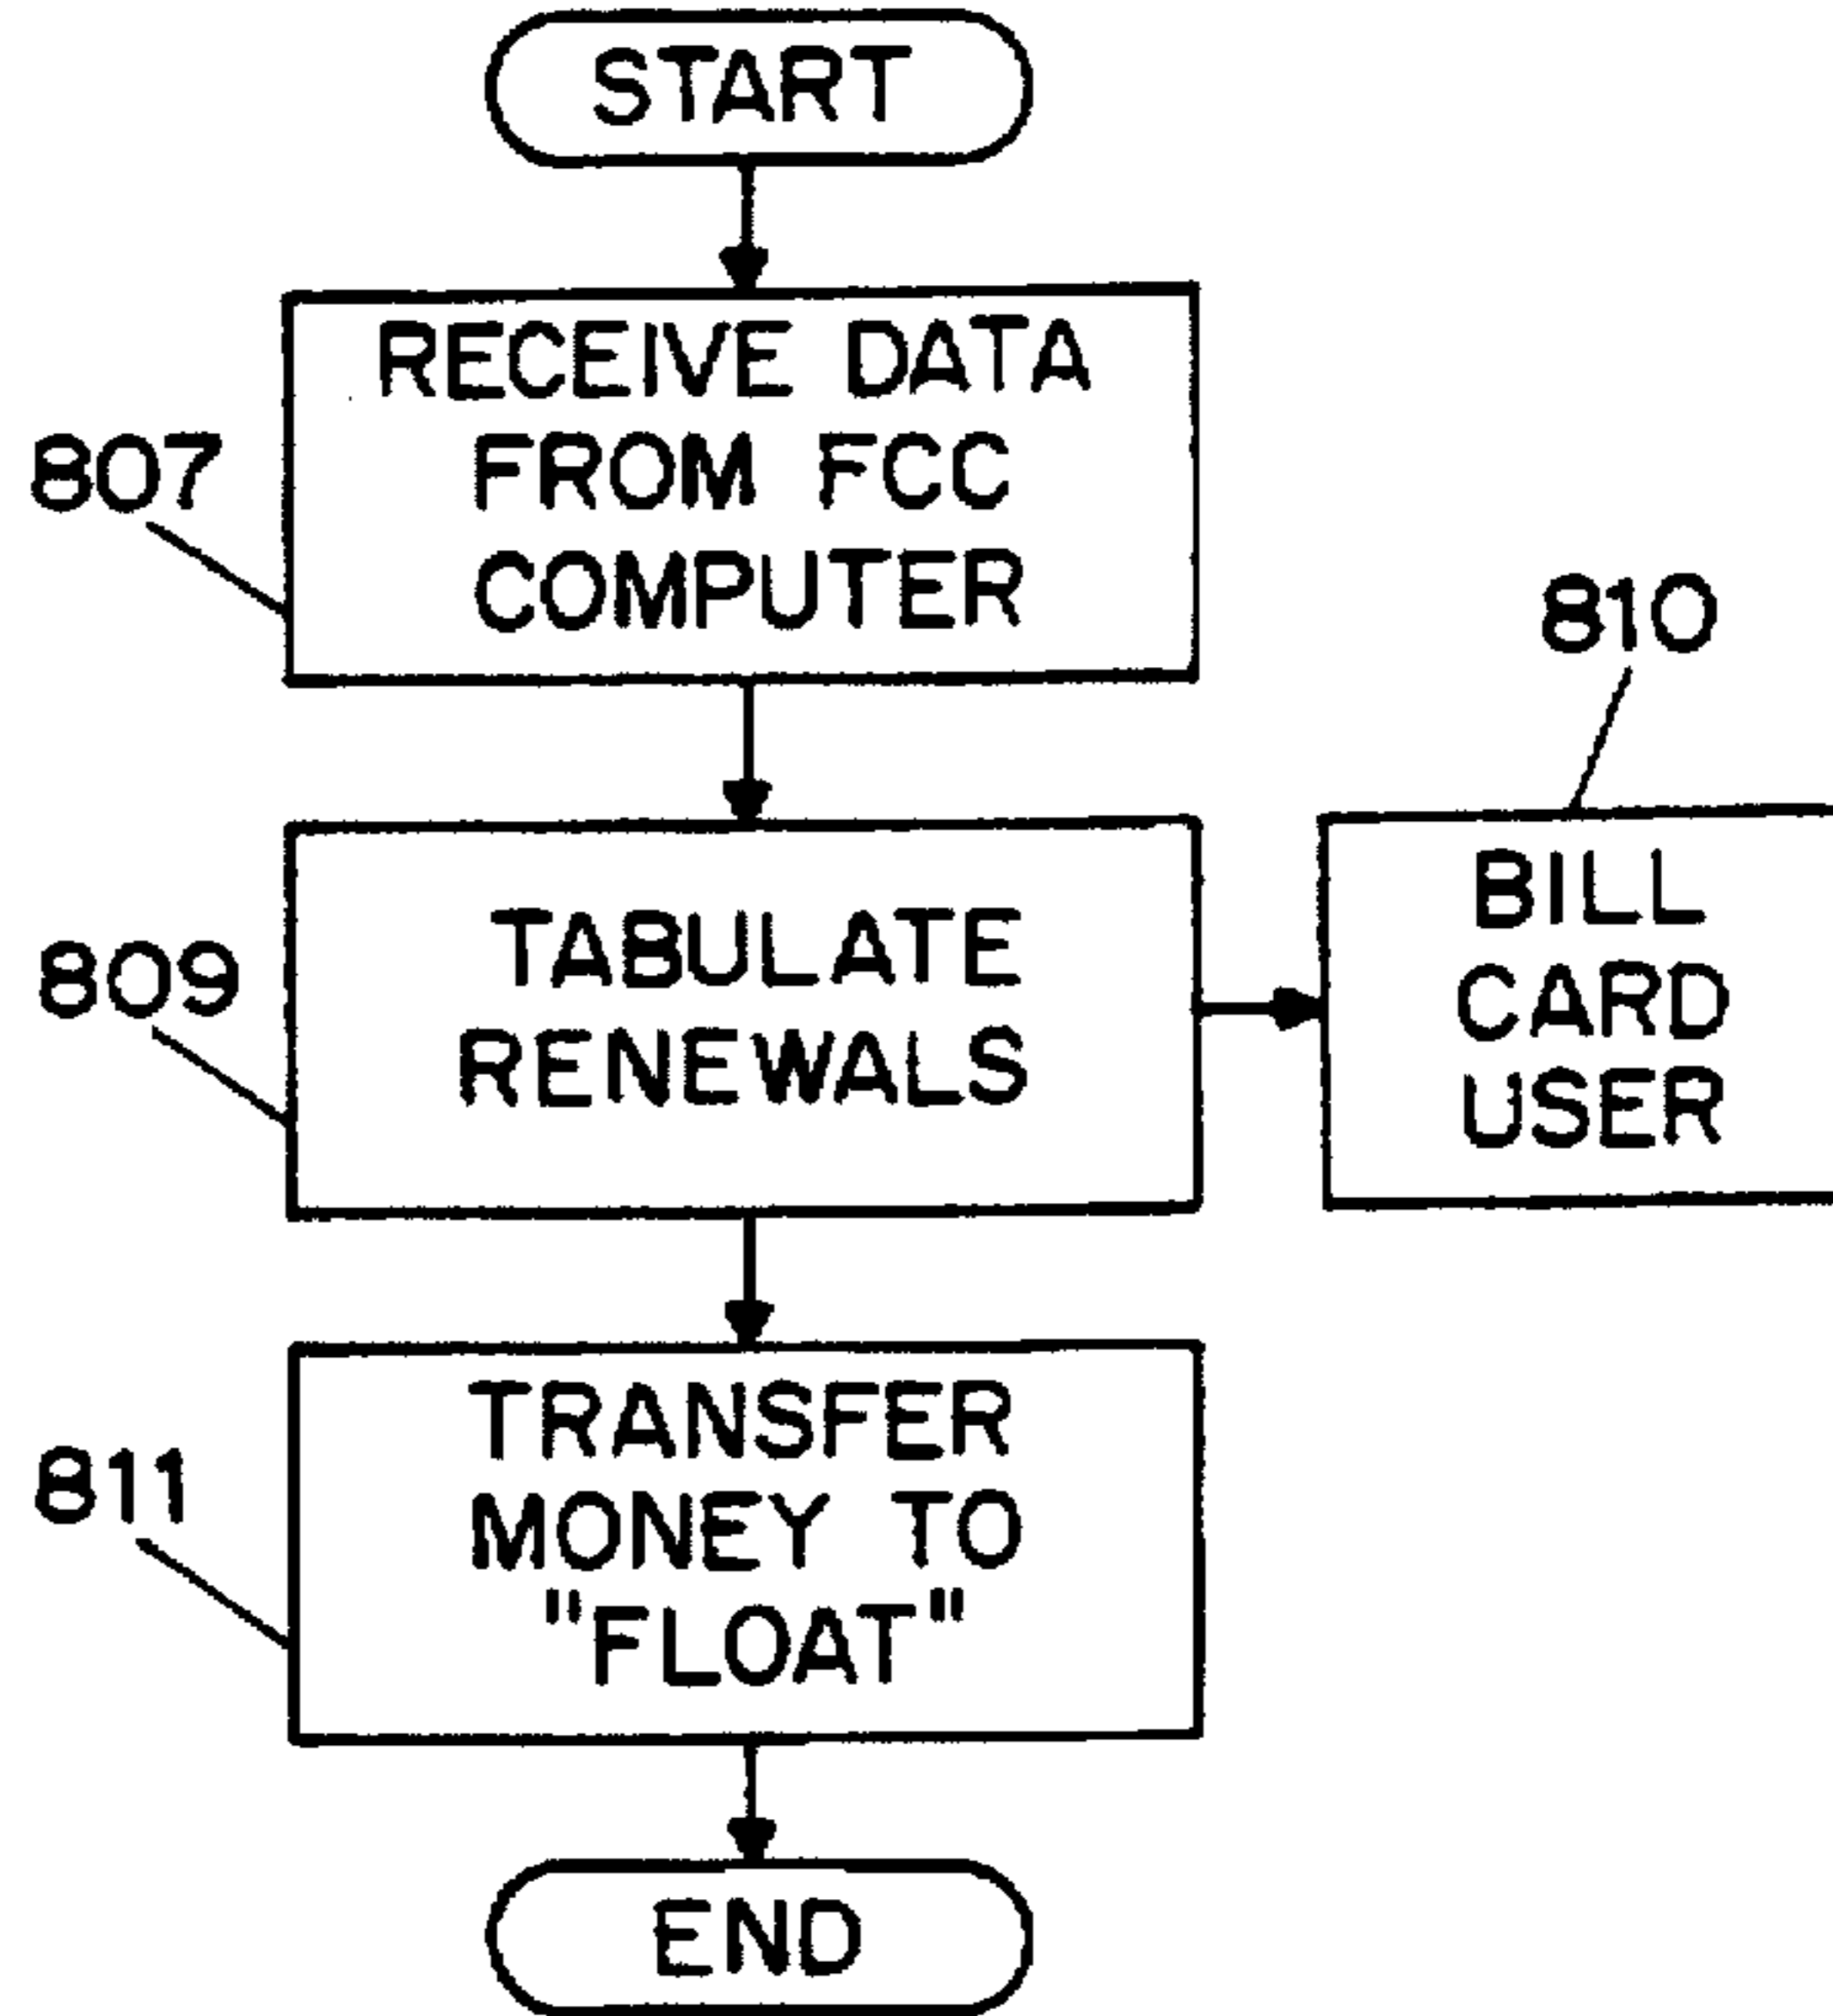 START
RECEIVE DATA
FROM FCC
COMPUTER
807
810
TABULATE
RENEWALS
809
BILL
CARD
USER
TRANSFER
MONEY TO
"FLOAT"
811
END